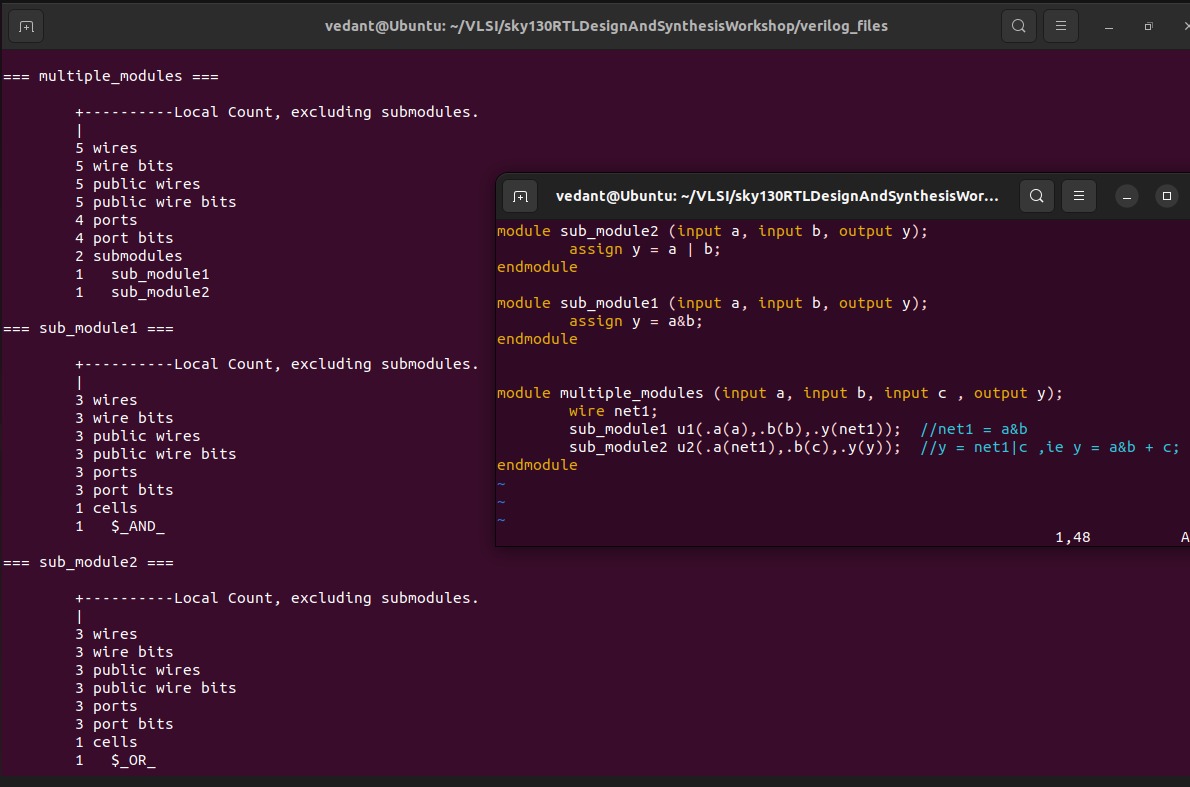 vedant@Ubuntu: ~/VLSI/sky130RTLDesignAndSynthesisWorkshop/verilog_files
=== multiple_modules ===
+----------Local Count, excluding submodules.
|
5 wires
5 wire bits
5 public wires
5 public wire bits
4 ports
4 port bits
2 submodules
1   sub_module1
1   sub_module2
=== sub_module1 ===
+----------Local Count, excluding submodules.
|
3 wires
3 wire bits
3 public wires
3 public wire bits
3 ports
3 port bits
1 cells
1   $_AND_
=== sub_module2 ===
+----------Local Count, excluding submodules.
|
3 wires
3 wire bits
3 public wires
3 public wire bits
3 ports
3 port bits
1 cells
1   $_OR_
vedant@Ubuntu: ~/VLSI/sky130RTLDesignAndSynthesisWor...
module sub_module2 (input a, input b, output y);
        assign y = a | b;
endmodule
module sub_module1 (input a, input b, output y);
        assign y = a&b;
endmodule
module multiple_modules (input a, input b, input c , output y);
        wire net1;
        sub_module1 u1(.a(a),.b(b),.y(net1));  //net1 = a&b
        sub_module2 u2(.a(net1),.b(c),.y(y));  //y = net1|c ,ie y = a&b + c;
endmodule
~
~
~
1,48          A